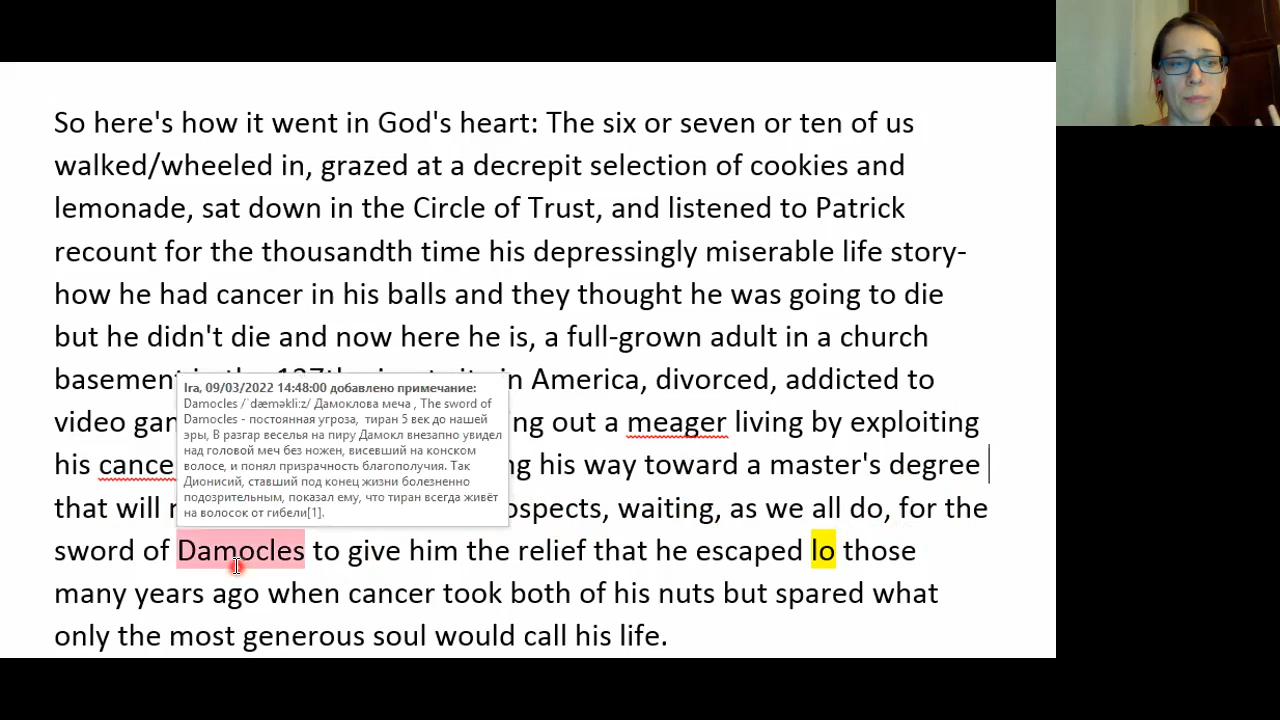 So here's how it went in God's heart: The six or seven or ten of us
walked/wheeled in, grazed at a decrepit selection of cookies and
lemonade, sat down in the Circle of Trust, and listened to Patrick
recount for the thousandth time his depressingly miserable life story-
how he had cancer in his balls and they thought he was going to die
but he didn't die and now here he is, a full-grown adult in a church
basement in America, divorced, addicted to
video out a meager living by exploiting
his his way toward a master's degree
that will waiting, as we all do, for the
sword of Damocles to give him the relief that he escaped lo those
many years ago when cancer took both of his nuts but spared what
only the most generous soul would call his life.
Ira, 09/03/2022 14:48:00 добавлено примечание:
Damocles /ˈdæməkliːz/ Дамоклова меча , The sword of
Damocles - постоянная угроза, тиран 5 век до нашей
эры, В разгар веселья на пиру Дамокл внезапно увидел
над головой меч без ножен, висевший на конском
волосе, и понял призрачность благополучия. Так
Дионисий, ставший под конец жизни болезненно
подозрительным, показал ему, что тиран всегда живёт
на волосок от гибели[1].